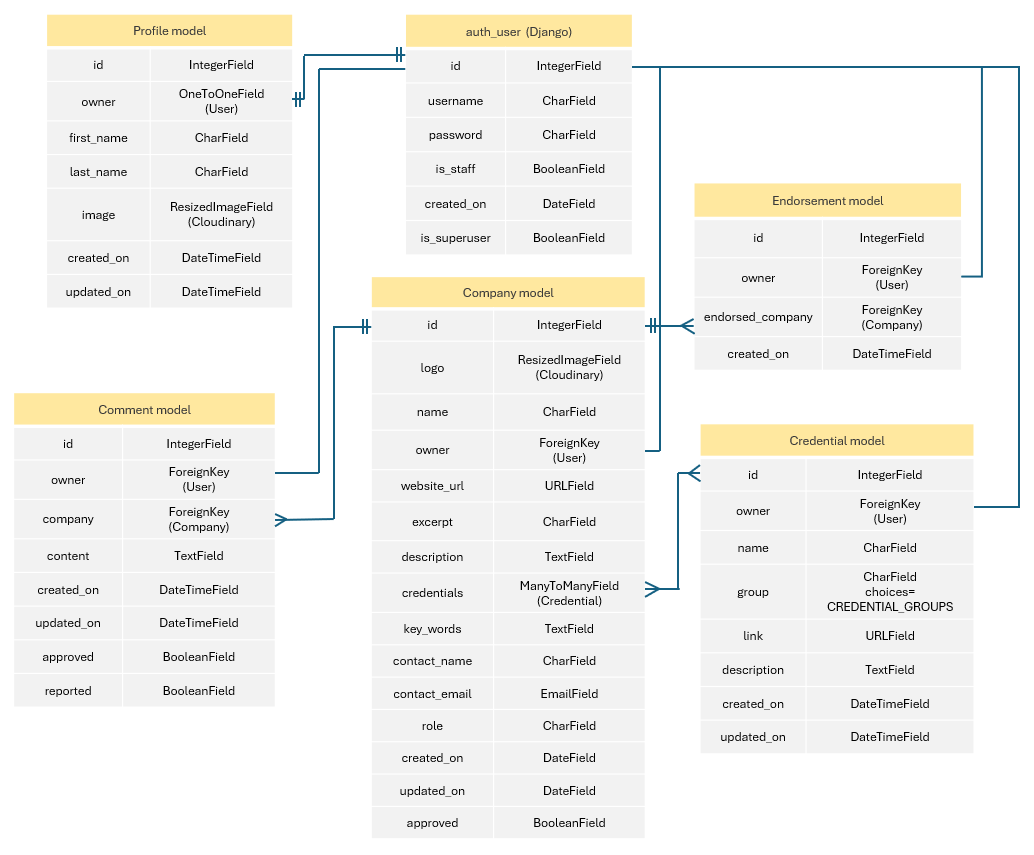 Profile model
id IntegerField
owner OneToOneField
(User)
first_name CharField
last_name CharField
image ResizedImageField
(Cloudinary)
created_on DateTimeField
updated_on DateTimeField
auth_user (Django)
id IntegerField
username CharField
password CharField
is_staff BooleanField
created_on DateField
is_superuser BooleanField
Endorsement model
id IntegerField
owner ForeignKey
(User)
endorsed_company ForeignKey
(Company)
created_on DateTimeField
Company model
id IntegerField
logo ResizedImageField
(Cloudinary)
name CharField
owner ForeignKey
(User)
website_url URLField
excerpt CharField
description TextField
credentials ManyToManyField
(Credential)
key_words TextField
contact_name CharField
contact_email EmailField
role CharField
created_on DateField
updated_on DateField
approved BooleanField
Comment model
id IntegerField
owner ForeignKey
(User)
company ForeignKey
(Company)
content TextField
created_on DateTimeField
updated_on DateTimeField
approved BooleanField
reported BooleanField
Credential model
id IntegerField
owner ForeignKey
(User)
name CharField
group CharField
choices=
CREDENTIAL_GROUPS
link URLField
description TextField
created_on DateTimeField
updated_on DateTimeField